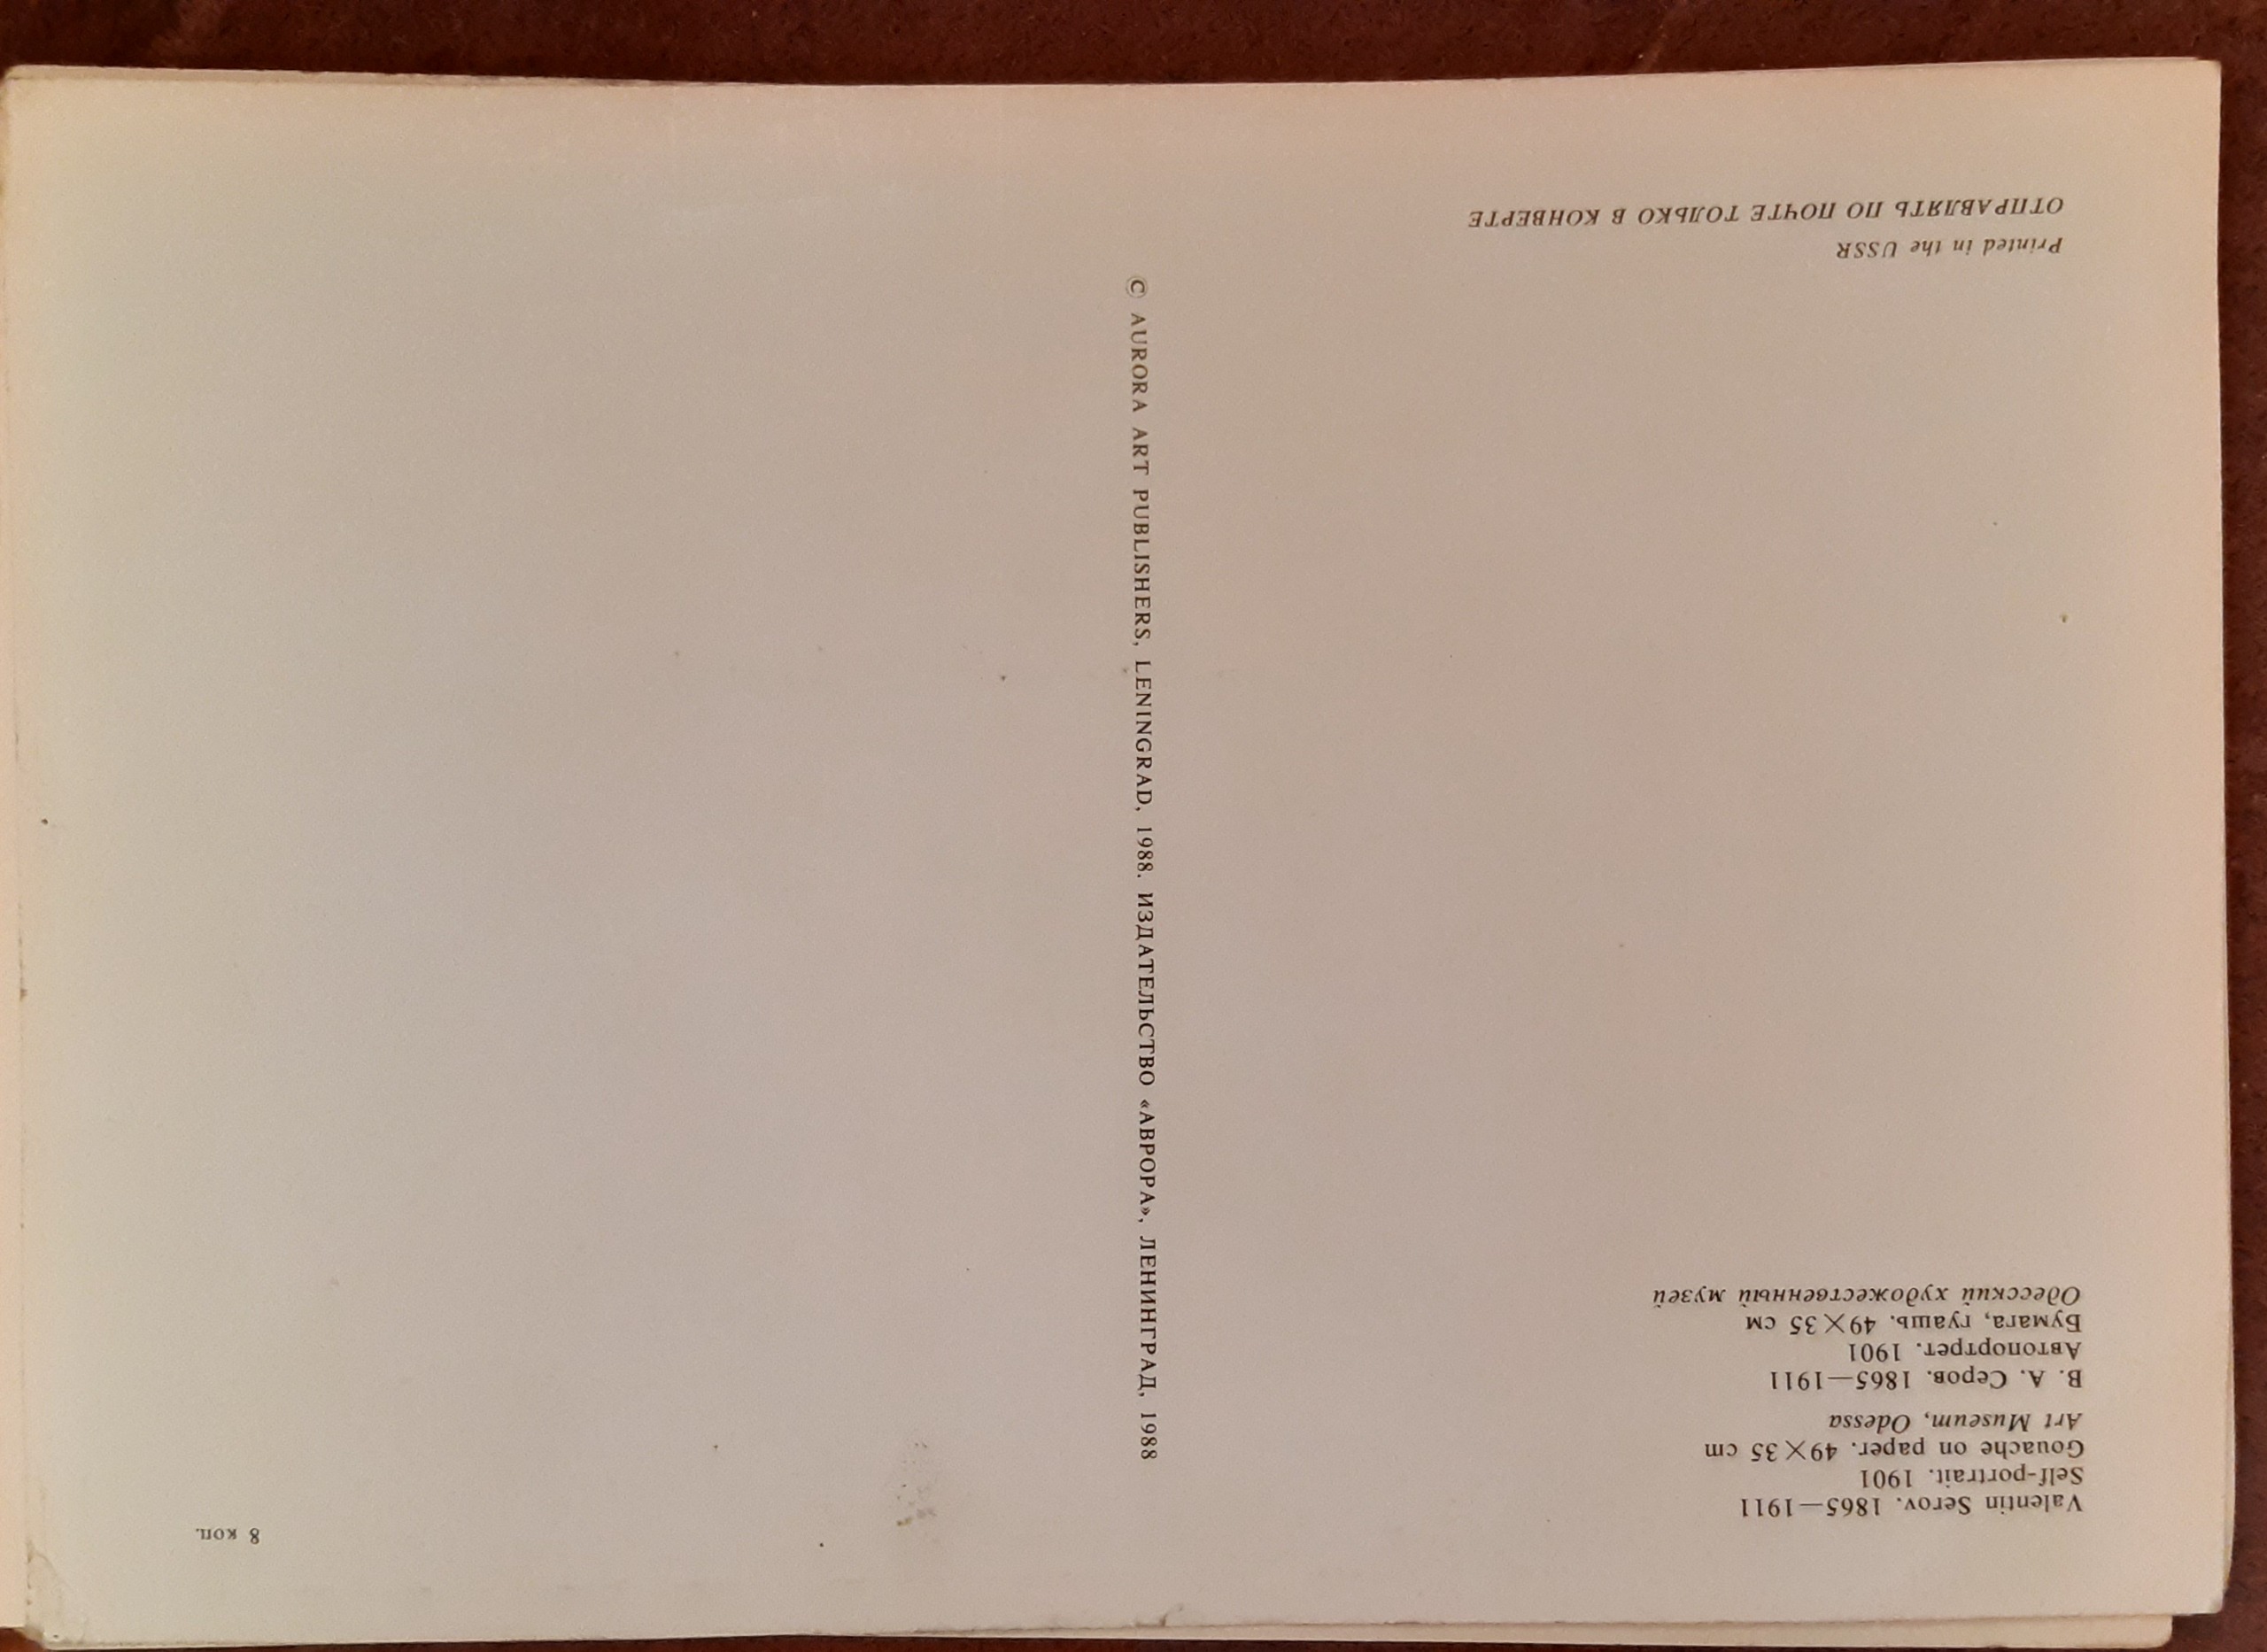 Valentin Serov. 1865—1911
Self-portrait. 1901
Gouache on paper. 49×35 cm
Art Museum, Odessa
В. А. Серов. 1865—1911
Автопортрет. 1901
Бумага, гуашь. 49×35 см
Одесский художественный музей
8 коп.
© AURORA ART PUBLISHERS, LENINGRAD, 1988. ИЗДАТЕЛЬСТВО «АВРОРА», ЛЕНИНГРАД, 1988
Printed in the USSR
ОТПРАВЛЯТЬ ПО ПОЧТЕ ТОЛЬКО В КОНВЕРТЕ